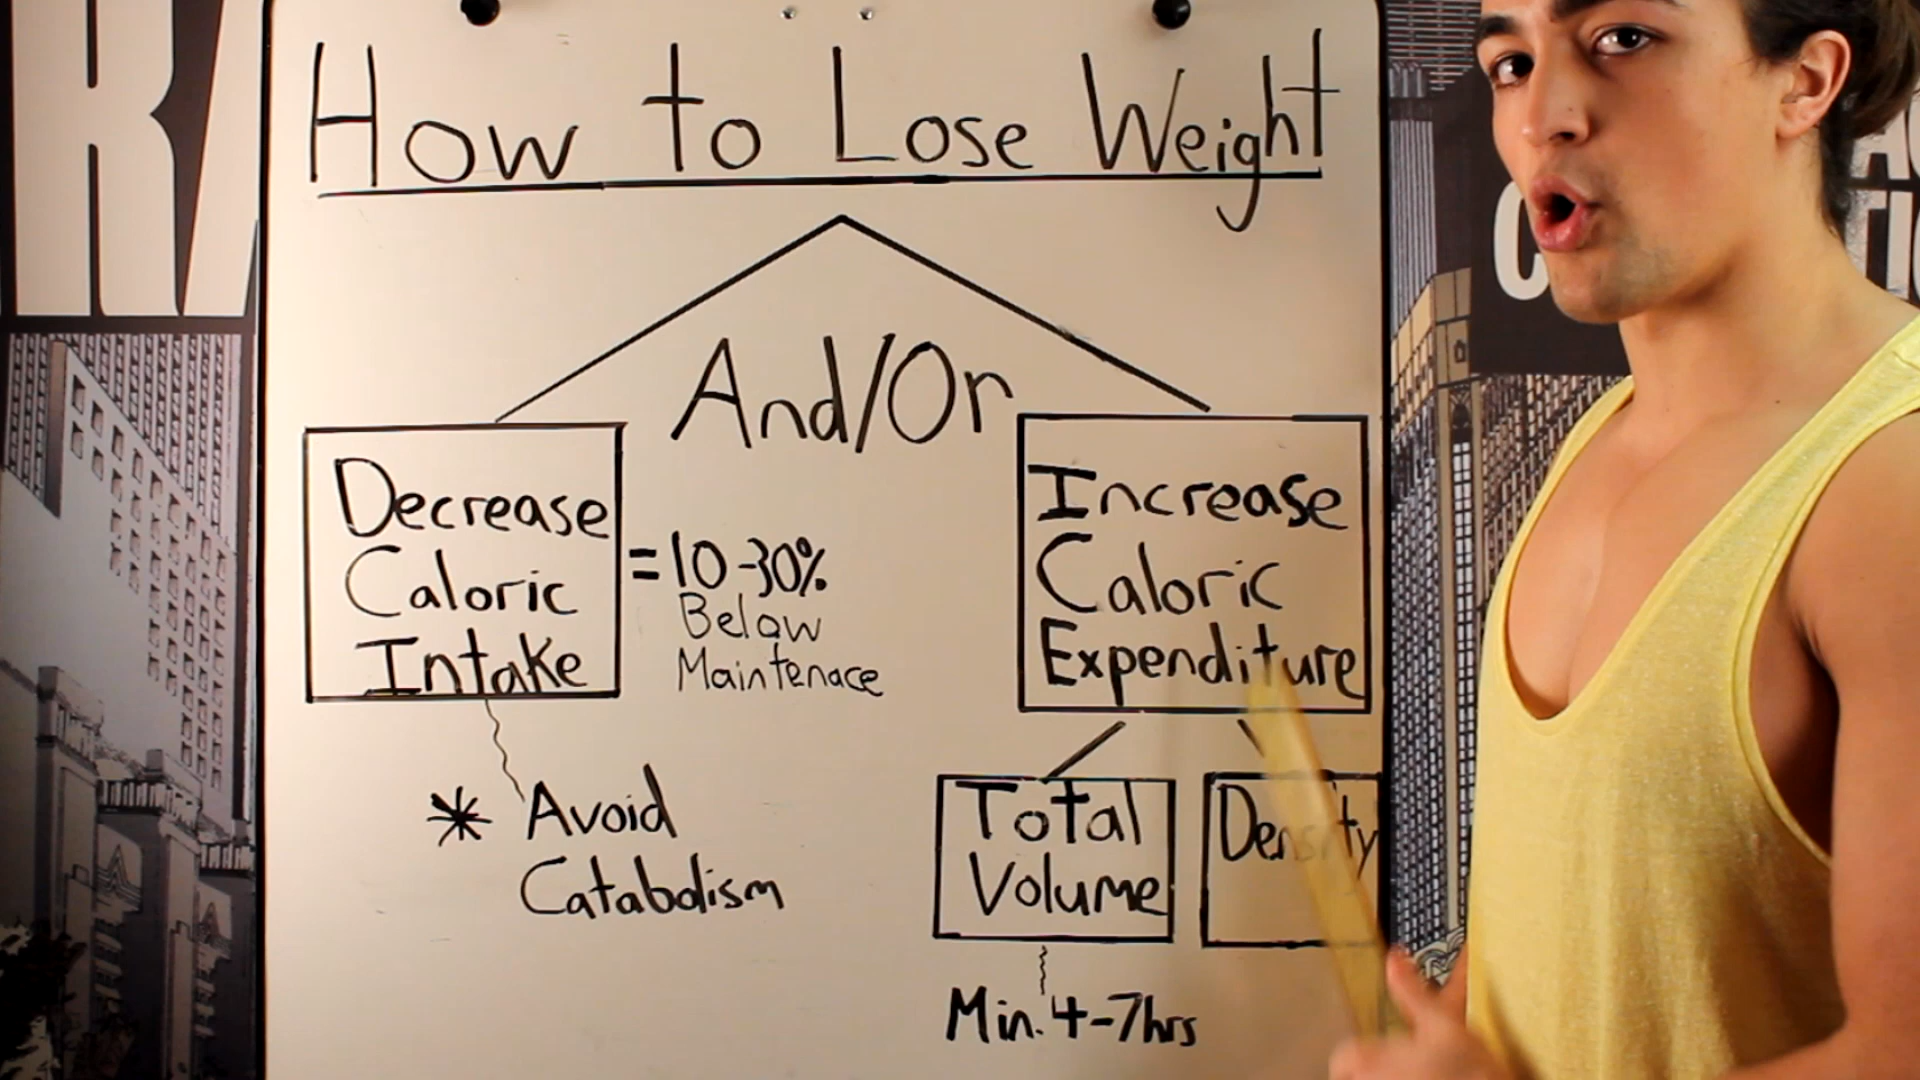 How to Lose Weight
And/Or
Decrease
Caloric
Intake
= 10-30%
Below
Maintenace
* Avoid
Catabolism
Increase
Caloric
Expenditure
Total
Volume
Min. 4-7hrs
Density